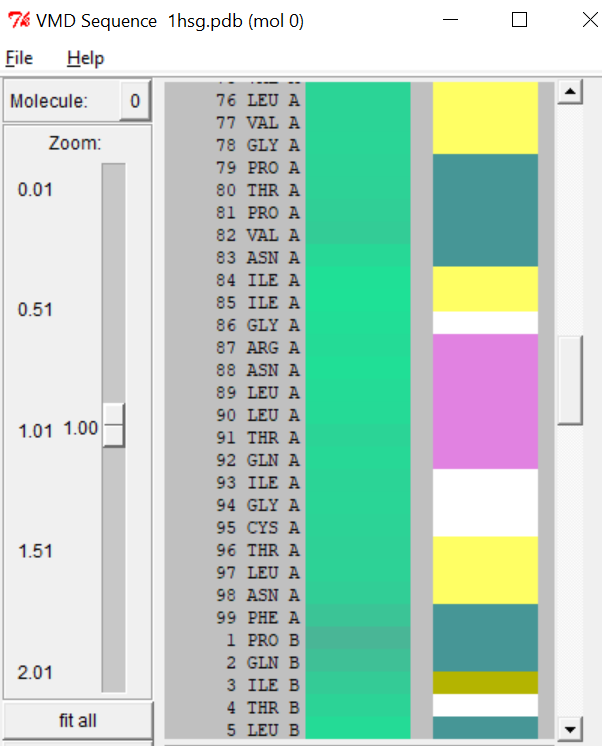 VMD Sequence 1hsg.pdb (mol 0)
File Help
Molecule: 0
Zoom:
0.01
0.51
1.01 1.00
1.51
2.01
fit all
76 LEU A
77 VAL A
78 GLY A
79 PRO A
80 THR A
81 PRO A
82 VAL A
83 ASN A
84 ILE A
85 ILE A
86 GLY A
87 ARG A
88 ASN A
89 LEU A
90 LEU A
91 THR A
92 GLN A
93 ILE A
94 GLY A
95 CYS A
96 THR A
97 LEU A
98 ASN A
99 PHE A
1 PRO B
2 GLN B
3 ILE B
4 THR B
5 LEU B